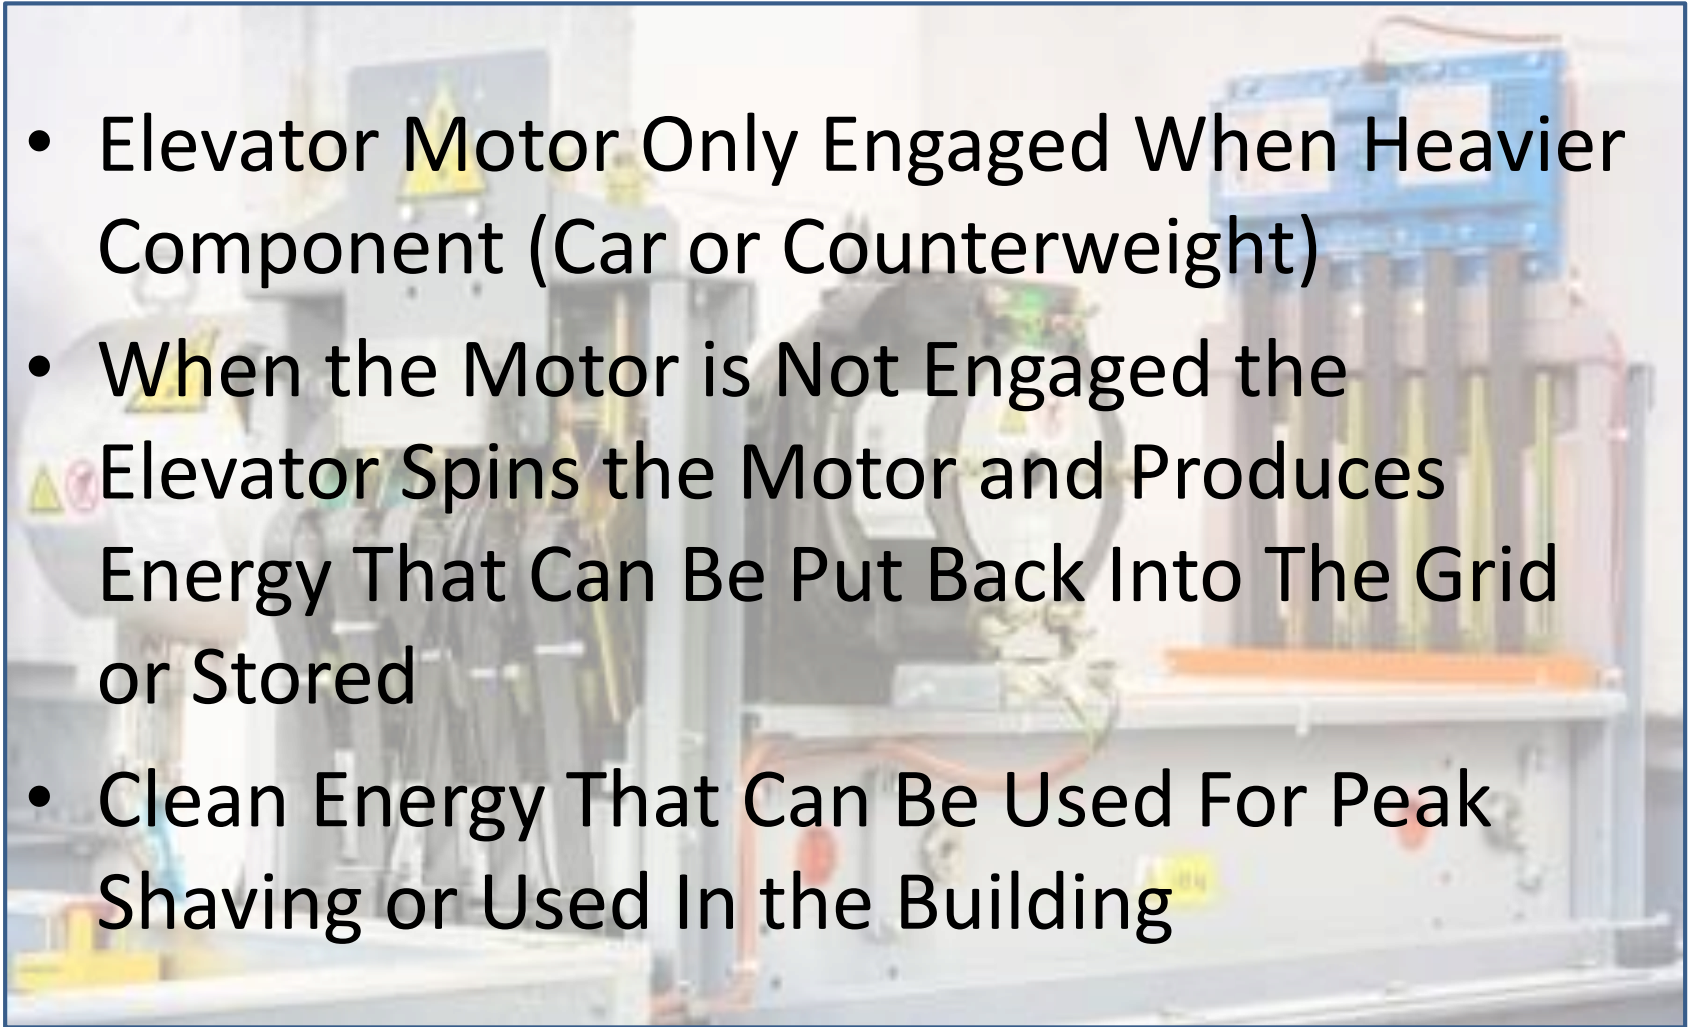 • Elevator Motor Only Engaged When Heavier
Component (Car or Counterweight)
• When the Motor is Not Engaged the
Elevator Spins the Motor and Produces
Energy That Can Be Put Back Into The Grid
or Stored
• Clean Energy That Can Be Used For Peak
Shaving or Used In the Building